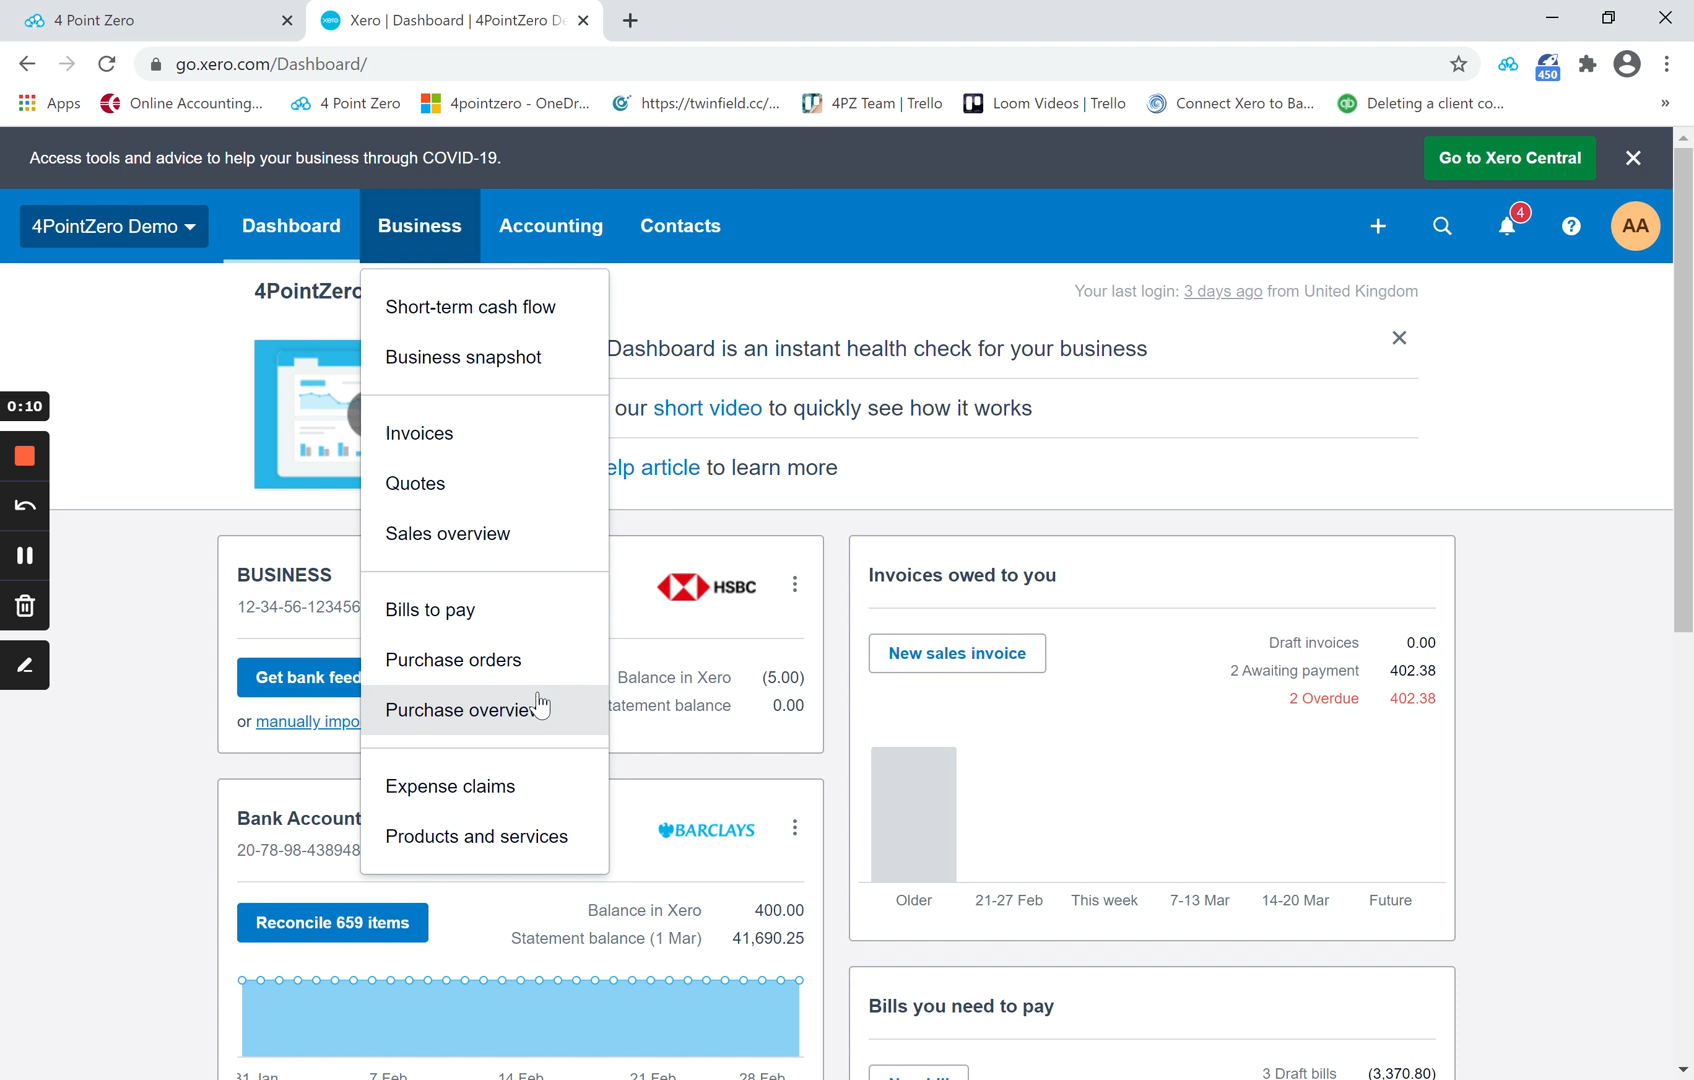 4 Point Zero
xero
Xero | Dashboard | 4PointZero De
go.xero.com/Dashboard/
450
Apps
Online Accounting...
4 Point Zero
4pointzero - OneDr...
https://twinfield.cc/...
4PZ Team | Trello
Loom Videos | Trello
Connect Xero to Ba...
qb
Deleting a client co...
»
Access tools and advice to help your business through COVID-19.
Go to Xero Central
4PointZero Demo
Dashboard
Business
Accounting
Contacts
4
?
AA
4PointZero
Your last login: 3 days ago from United Kingdom
Short-term cash flow
Business snapshot
Invoices
Quotes
Sales overview
Bills to pay
Purchase orders
Purchase overview
Expense claims
Products and services
Dashboard is an instant health check for your business
our short video to quickly see how it works
elp article to learn more
0:10
BUSINESS
12-34-56-123456
HSBC
Get bank feed
or manually impo
Balance in Xero (5.00)
tatement balance 0.00
Bank Account
20-78-98-438948
BARCLAYS
Reconcile 659 items
Balance in Xero 400.00
Statement balance (1 Mar) 41,690.25
31 Jan 7 Feb 14 Feb 21 Feb 28 Feb
Invoices owed to you
New sales invoice
Draft invoices 0.00
2 Awaiting payment 402.38
2 Overdue 402.38
Older 21-27 Feb This week 7-13 Mar 14-20 Mar Future
Bills you need to pay
New bill
3 Draft bills (3,370.80)